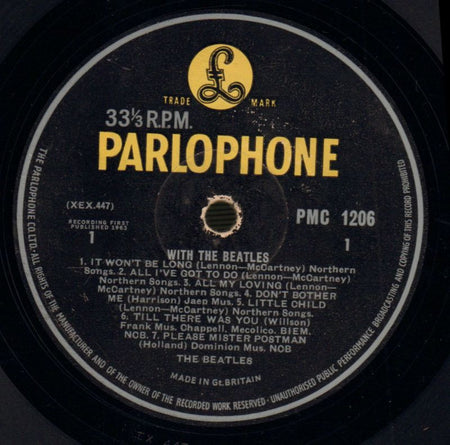 TRADE MARK
33⅓ R.P.M.
PARLOPHONE
(XEX.447)
PMC 1206
RECORDING FIRST
PUBLISHED 1963
1
1
WITH THE BEATLES
1. IT WON'T BE LONG (Lennon—McCartney) Northern
Songs. 2. ALL I'VE GOT TO DO (Lennon—McCartney)
Northern Songs. 3. ALL MY LOVING (Lennon—
McCartney) Northern Songs. 4. DON'T BOTHER
ME (Harrison) Jaep Mus. 5. LITTLE CHILD
(Lennon—McCartney) Northern Songs.
6. TILL THERE WAS YOU (Willson)
Frank Mus. Chappell. Mecolico. BIEM.
NCB. 7. PLEASE MISTER POSTMAN
(Holland) Dominion Mus. NCB
THE BEATLES
MADE IN Gt. BRITAIN
THE PARLOPHONE CO. LTD. · ALL RIGHTS OF THE MANUFACTURER AND OF THE OWNER OF THE RECORDED WORK RESERVED · UNAUTHORISED PUBLIC PERFORMANCE BROADCASTING AND COPYING OF THIS RECORD PROHIBITED